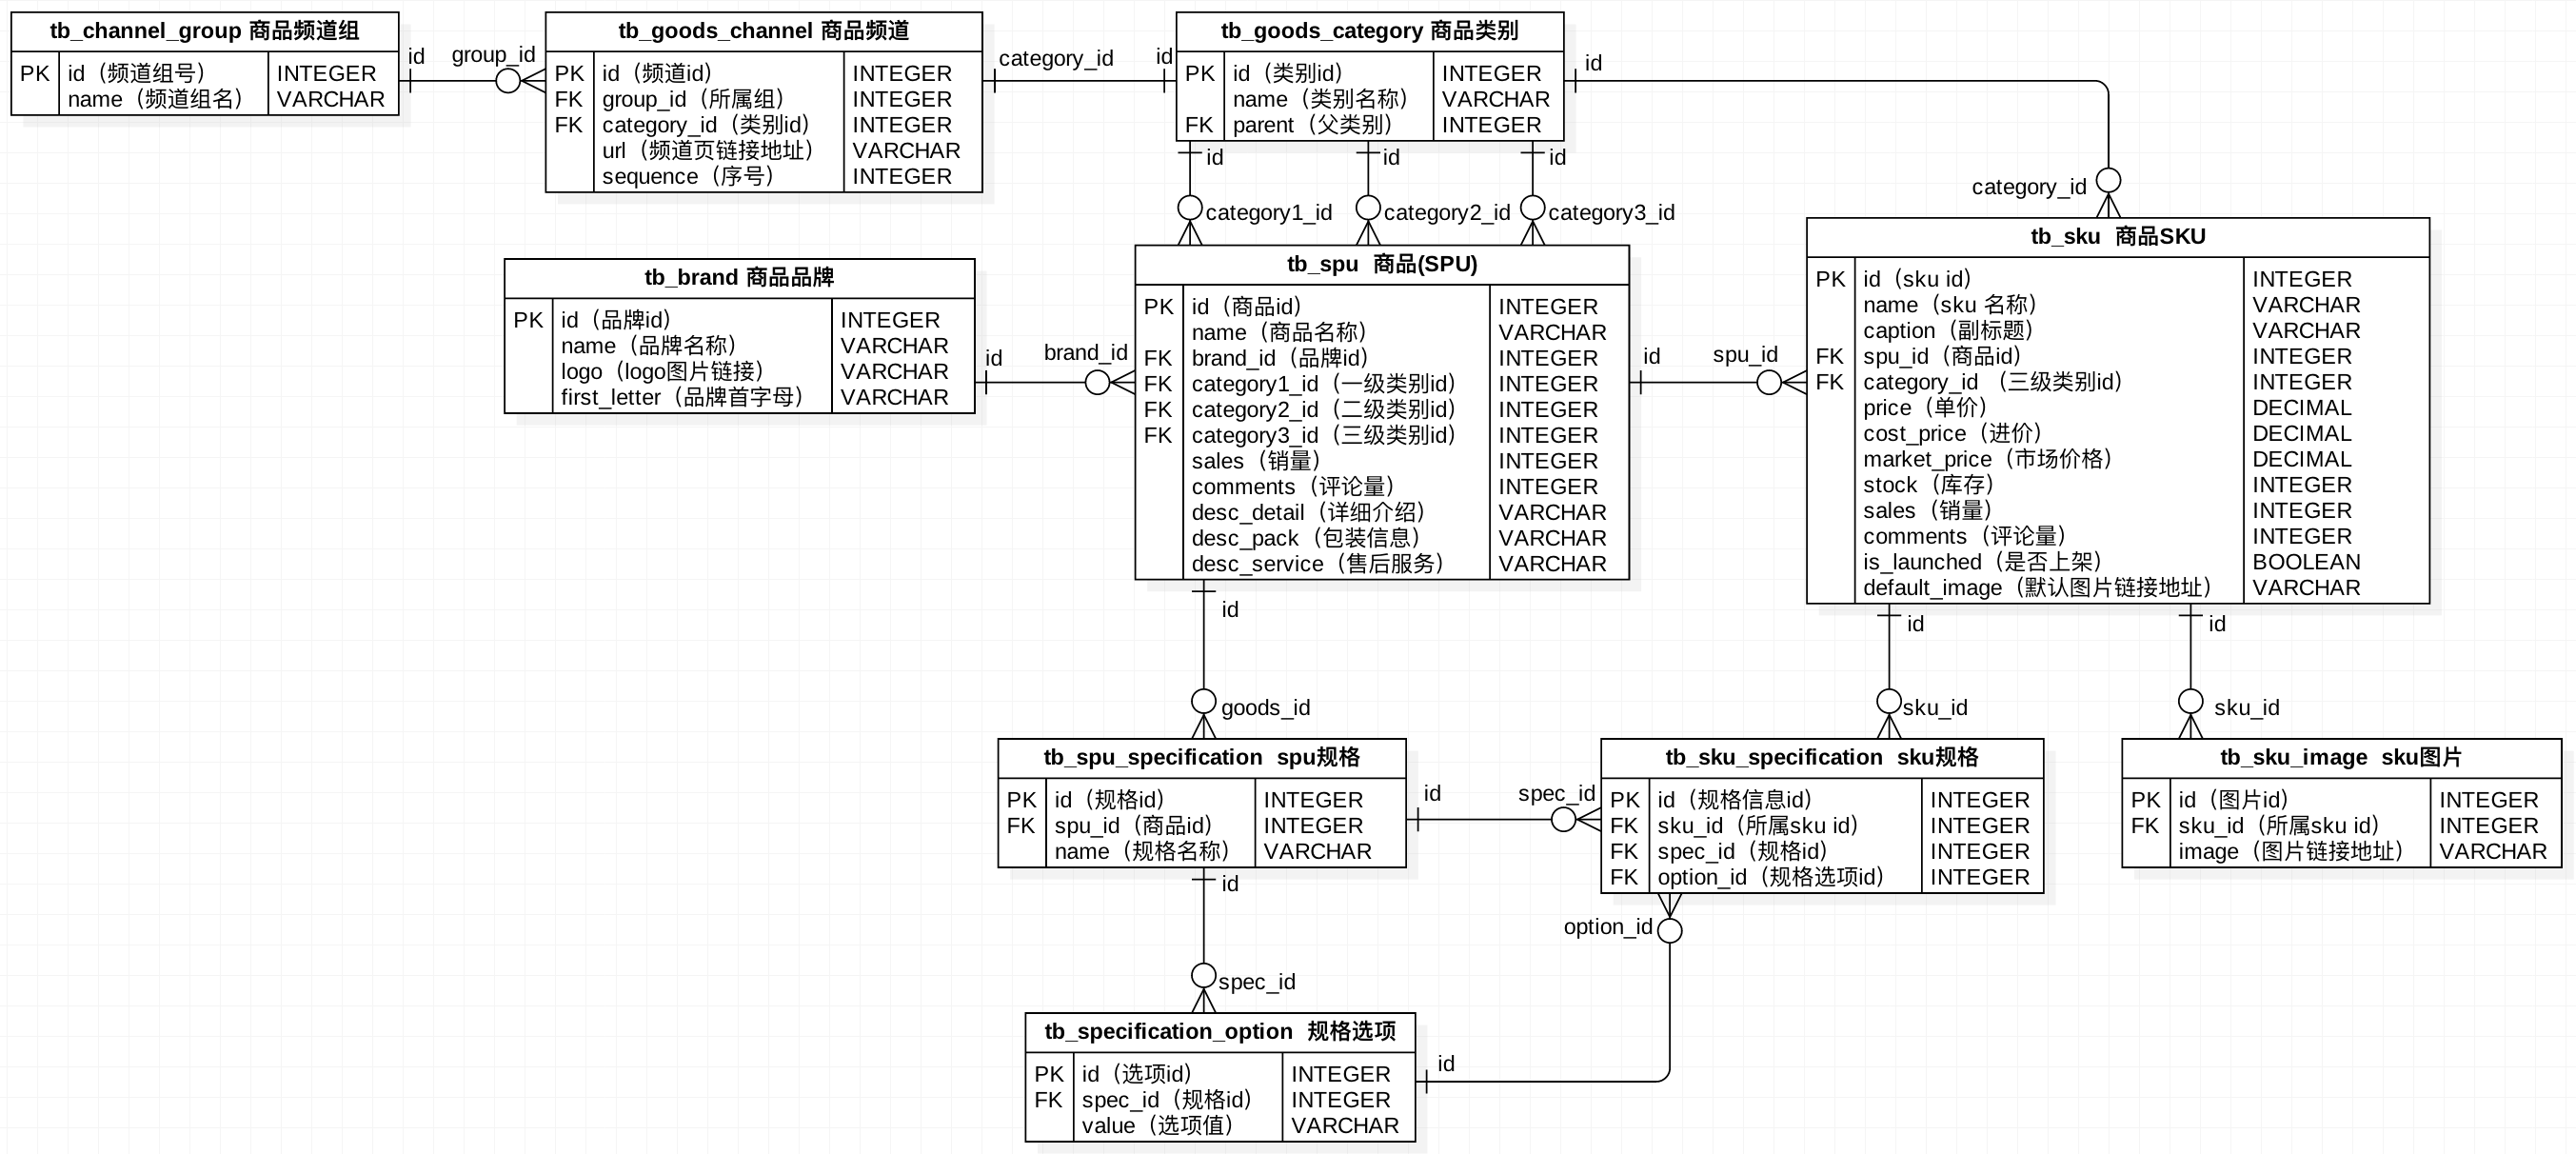 tb_channel_group 商品频道组
PK id（频道组号） INTEGER
name（频道组名） VARCHAR
id
group_id
tb_goods_channel 商品频道
PK id（频道id） INTEGER
FK group_id（所属组） INTEGER
FK category_id（类别id） INTEGER
url（频道页链接地址） VARCHAR
sequence（序号） INTEGER
category_id
id
tb_goods_category 商品类别
PK id（类别id） INTEGER
name（类别名称） VARCHAR
FK parent（父类别） INTEGER
id
category_id
id
id
id
category1_id
category2_id
category3_id
tb_brand 商品品牌
PK id（品牌id） INTEGER
name（品牌名称） VARCHAR
logo（logo图片链接） VARCHAR
first_letter（品牌首字母） VARCHAR
id
brand_id
tb_spu 商品(SPU)
PK id（商品id） INTEGER
name（商品名称） VARCHAR
FK brand_id（品牌id） INTEGER
FK category1_id（一级类别id） INTEGER
FK category2_id（二级类别id） INTEGER
FK category3_id（三级类别id） INTEGER
sales（销量） INTEGER
comments（评论量） INTEGER
desc_detail（详细介绍） VARCHAR
desc_pack（包装信息） VARCHAR
desc_service（售后服务） VARCHAR
id
spu_id
tb_sku 商品SKU
PK id（sku id） INTEGER
name（sku 名称） VARCHAR
caption（副标题） VARCHAR
FK spu_id（商品id） INTEGER
FK category_id （三级类别id） INTEGER
price（单价） DECIMAL
cost_price（进价） DECIMAL
market_price（市场价格） DECIMAL
stock（库存） INTEGER
sales（销量） INTEGER
comments（评论量） INTEGER
is_launched（是否上架） BOOLEAN
default_image（默认图片链接地址） VARCHAR
id
goods_id
id
sku_id
id
sku_id
tb_spu_specification spu规格
PK id（规格id） INTEGER
FK spu_id（商品id） INTEGER
name（规格名称） VARCHAR
id
spec_id
tb_sku_specification sku规格
PK id（规格信息id） INTEGER
FK sku_id（所属sku id） INTEGER
FK spec_id（规格id） INTEGER
FK option_id（规格选项id） INTEGER
tb_sku_image sku图片
PK id（图片id） INTEGER
FK sku_id（所属sku id） INTEGER
image（图片链接地址） VARCHAR
id
spec_id
option_id
tb_specification_option 规格选项
PK id（选项id） INTEGER
FK spec_id（规格id） INTEGER
value（选项值） VARCHAR
id